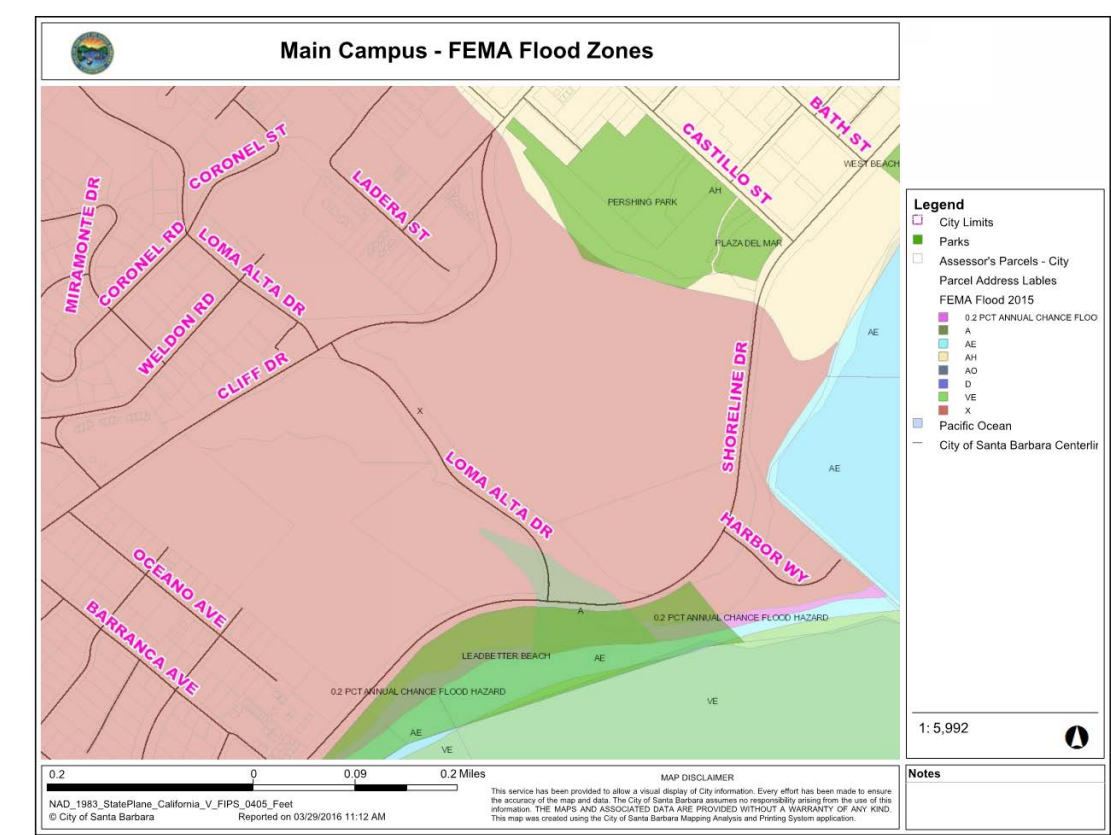 Main Campus - FEMA Flood Zones
BATH ST
CASTILLO ST
WEST BEACH
CORONEL ST
LADERA ST
AH
PERSHING PARK
PLAZA DEL MAR
MIRAMONTE DR
CORONEL RD
LOMA ALTA DR
WELDON RD
CLIFF DR
AE
SHORELINE DR
X
AE
LOMA ALTA DR
HARBOR WY
OCEANO AVE
BARRANCA AVE
A
0.2 PCT ANNUAL CHANCE FLOOD HAZARD
LEADBETTER BEACH
AE
0.2 PCT ANNUAL CHANCE FLOOD HAZARD
VE
AE
VE
Legend
City Limits
Parks
Assessor's Parcels - City
Parcel Address Lables
FEMA Flood 2015
0.2 PCT ANNUAL CHANCE FLOO
A
AE
AH
AO
D
VE
X
Pacific Ocean
City of Santa Barbara Centerlin
1: 5,992
0.2 0 0.09 0.2 Miles
NAD_1983_StatePlane_California_V_FIPS_0405_Feet
© City of Santa Barbara Reported on 03/29/2016 11:12 AM
MAP DISCLAIMER
This service has been provided to allow a visual display of City information. Every effort has been made to ensure
the accuracy of the map and data. The City of Santa Barbara assumes no responsibility arising from the use of this
information. THE MAPS AND ASSOCIATED DATA ARE PROVIDED WITHOUT A WARRANTY OF ANY KIND.
This map was created using the City of Santa Barbara Mapping Analysis and Printing System application.
Notes